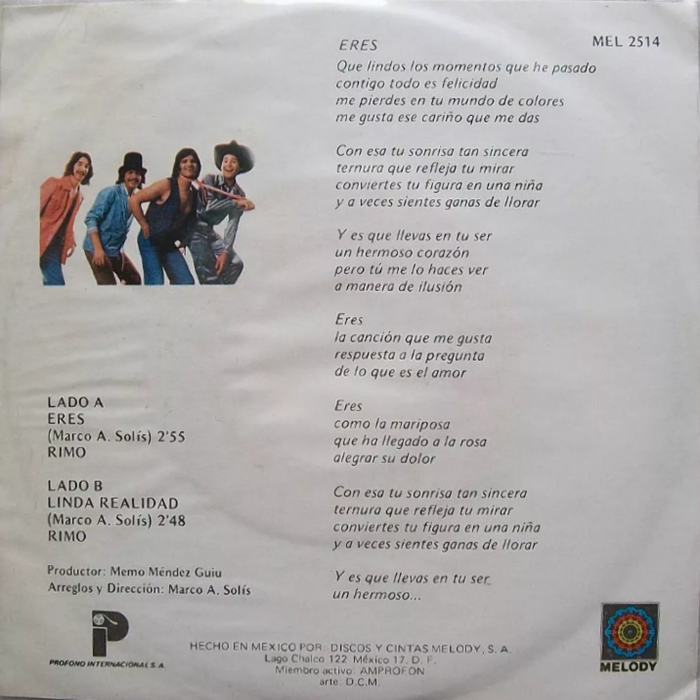 MEL 2514
ERES
Que lindos los momentos que he pasado
contigo todo es felicidad
me pierdes en tu mundo de colores
me gusta ese cariño que me das
Con esa tu sonrisa tan sincera
ternura que refleja tu mirar
conviertes tu figura en una niña
y a veces sientes ganas de llorar
Y es que llevas en tu ser
un hermoso corazón
pero tú me lo haces ver
a manera de ilusión
Eres
la canción que me gusta
respuesta a la pregunta
de lo que es el amor
Eres
como la mariposa
que ha llegado a la rosa
alegrar su dolor
Con esa tu sonrisa tan sincera
ternura que refleja tu mirar
conviertes tu figura en una niña
y a veces sientes ganas de llorar
Y es que llevas en tu ser
un hermoso...
LADO A
ERES
(Marco A. Solís) 2'55
RIMO
LADO B
LINDA REALIDAD
(Marco A. Solís) 2'48
RIMO
Productor: Memo Méndez Guiu
Arreglos y Dirección: Marco A. Solís
PROFONO INTERNACIONAL S.A.
HECHO EN MEXICO POR: DISCOS Y CINTAS MELODY, S.A.
Lago Chalco 122 México 17, D. F.
Miembro activo: AMPROFON
arte: D.C.M.
MELODY